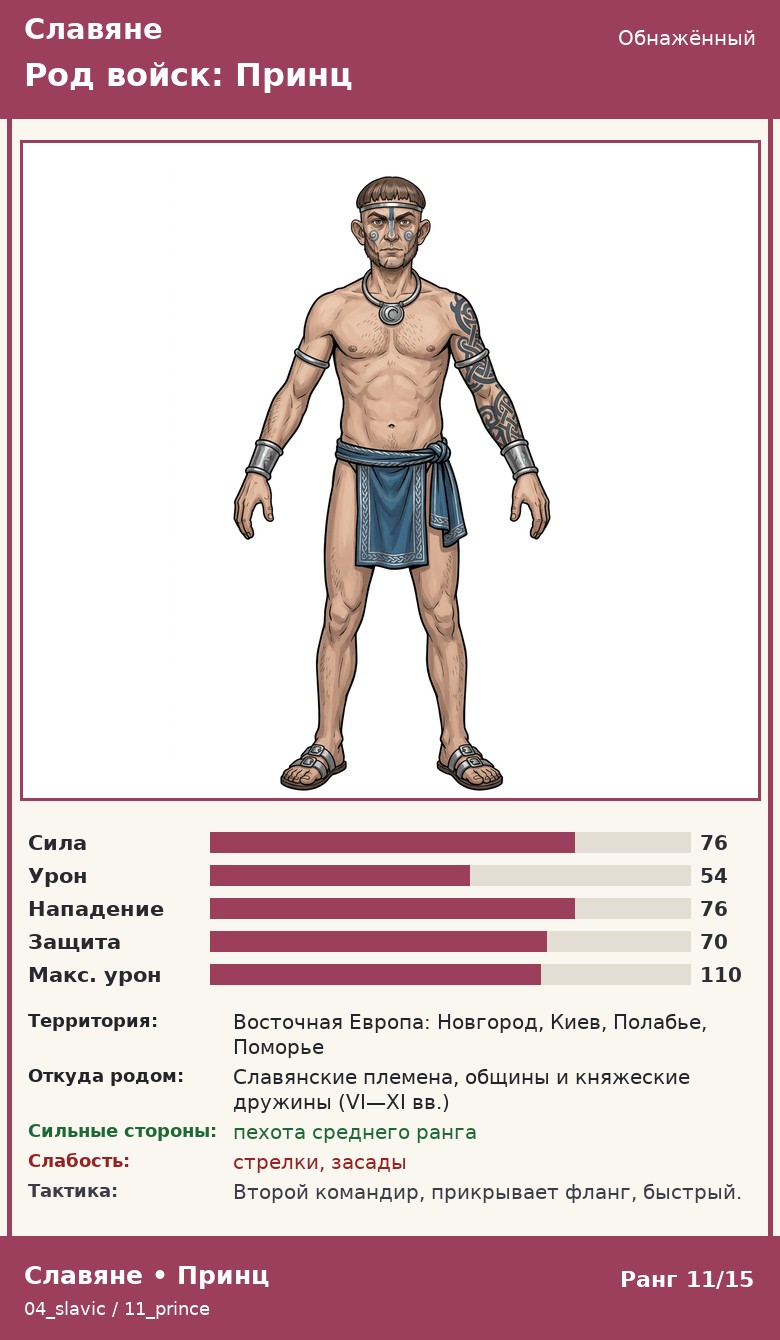 Славяне
Обнажённый
Род войск: Принц
Сила 76
Урон 54
Нападение 76
Защита 70
Макс. урон 110
Территория: Восточная Европа: Новгород, Киев, Полабье,
Поморье
Откуда родом: Славянские племена, общины и княжеские
дружины (VI—XI вв.)
Сильные стороны: пехота среднего ранга
Слабость: стрелки, засады
Тактика: Второй командир, прикрывает фланг, быстрый.
Славяне • Принц
Ранг 11/15
04_slavic / 11_prince